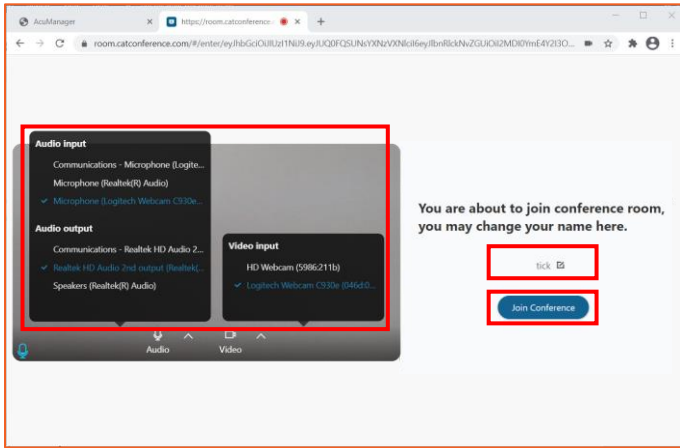 AcuManager
https://room.catconference.
room.catconference.com/#/enter/
Audio input
Communications - Microphone (Logite...
Microphone (Realtek(R) Audio)
Microphone (Logitech Webcam C930e...
Audio output
Communications - Realtek HD Audio 2...
Realtek HD Audio 2nd output (Realtek(...
Speakers (Realtek(R) Audio)
Video input
HD Webcam (5986:211b)
Logitech Webcam C930e (046d:0...
Audio
Video
You are about to join conference room,
you may change your name here.
tick
Join Conference